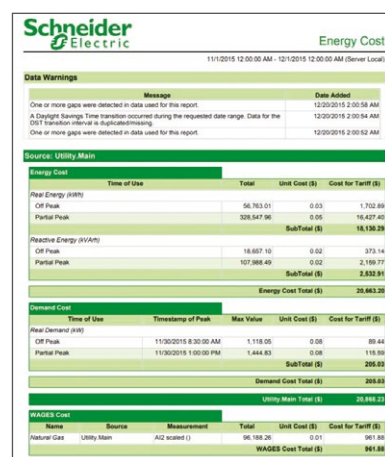 Schneider
Electric
Energy Cost
11/1/2015 12:00:00 AM - 12/1/2015 12:00:00 AM (Server Local)
Data Warnings
Message Date Added
One or more gaps were detected in data used for this report. 12/20/2015 2:00:58 AM
A Daylight Savings Time transition occurred during the requested date range. Data for the 12/20/2015 2:00:54 AM
DST transition interval is duplicated/missing.
One or more gaps were detected in data used for this report. 12/20/2015 2:00:52 AM
Source: Utility.Main
Energy Cost
Time of Use Total Unit Cost ($) Cost for Tariff ($)
Real Energy (kWh)
Off Peak 56,763.01 0.03 1,702.89
Partial Peak 328,547.96 0.05 16,427.40
SubTotal ($) 18,130.29
Reactive Energy (kVArh)
Off Peak 18,657.10 0.02 373.14
Partial Peak 107,988.49 0.02 2,159.77
SubTotal ($) 2,532.91
Energy Cost Total ($) 20,663.20
Demand Cost
Time of Use Timestamp of Peak Max Value Unit Cost ($) Cost for Tariff ($)
Real Demand (kW)
Off Peak 11/30/2015 8:30:00 AM 1,118.05 0.08 89.44
Partial Peak 11/30/2015 1:00:00 PM 1,444.83 0.08 115.59
SubTotal ($) 205.03
Demand Cost Total ($) 205.03
Utility.Main Total ($) 20,868.23
WAGES Cost
Name Source Measurement Total Unit Cost ($) Cost for Tariff ($)
Natural Gas Utility.Main AI2 scaled () 96,188.26 0.01 961.88
WAGES Cost Total ($) 961.88